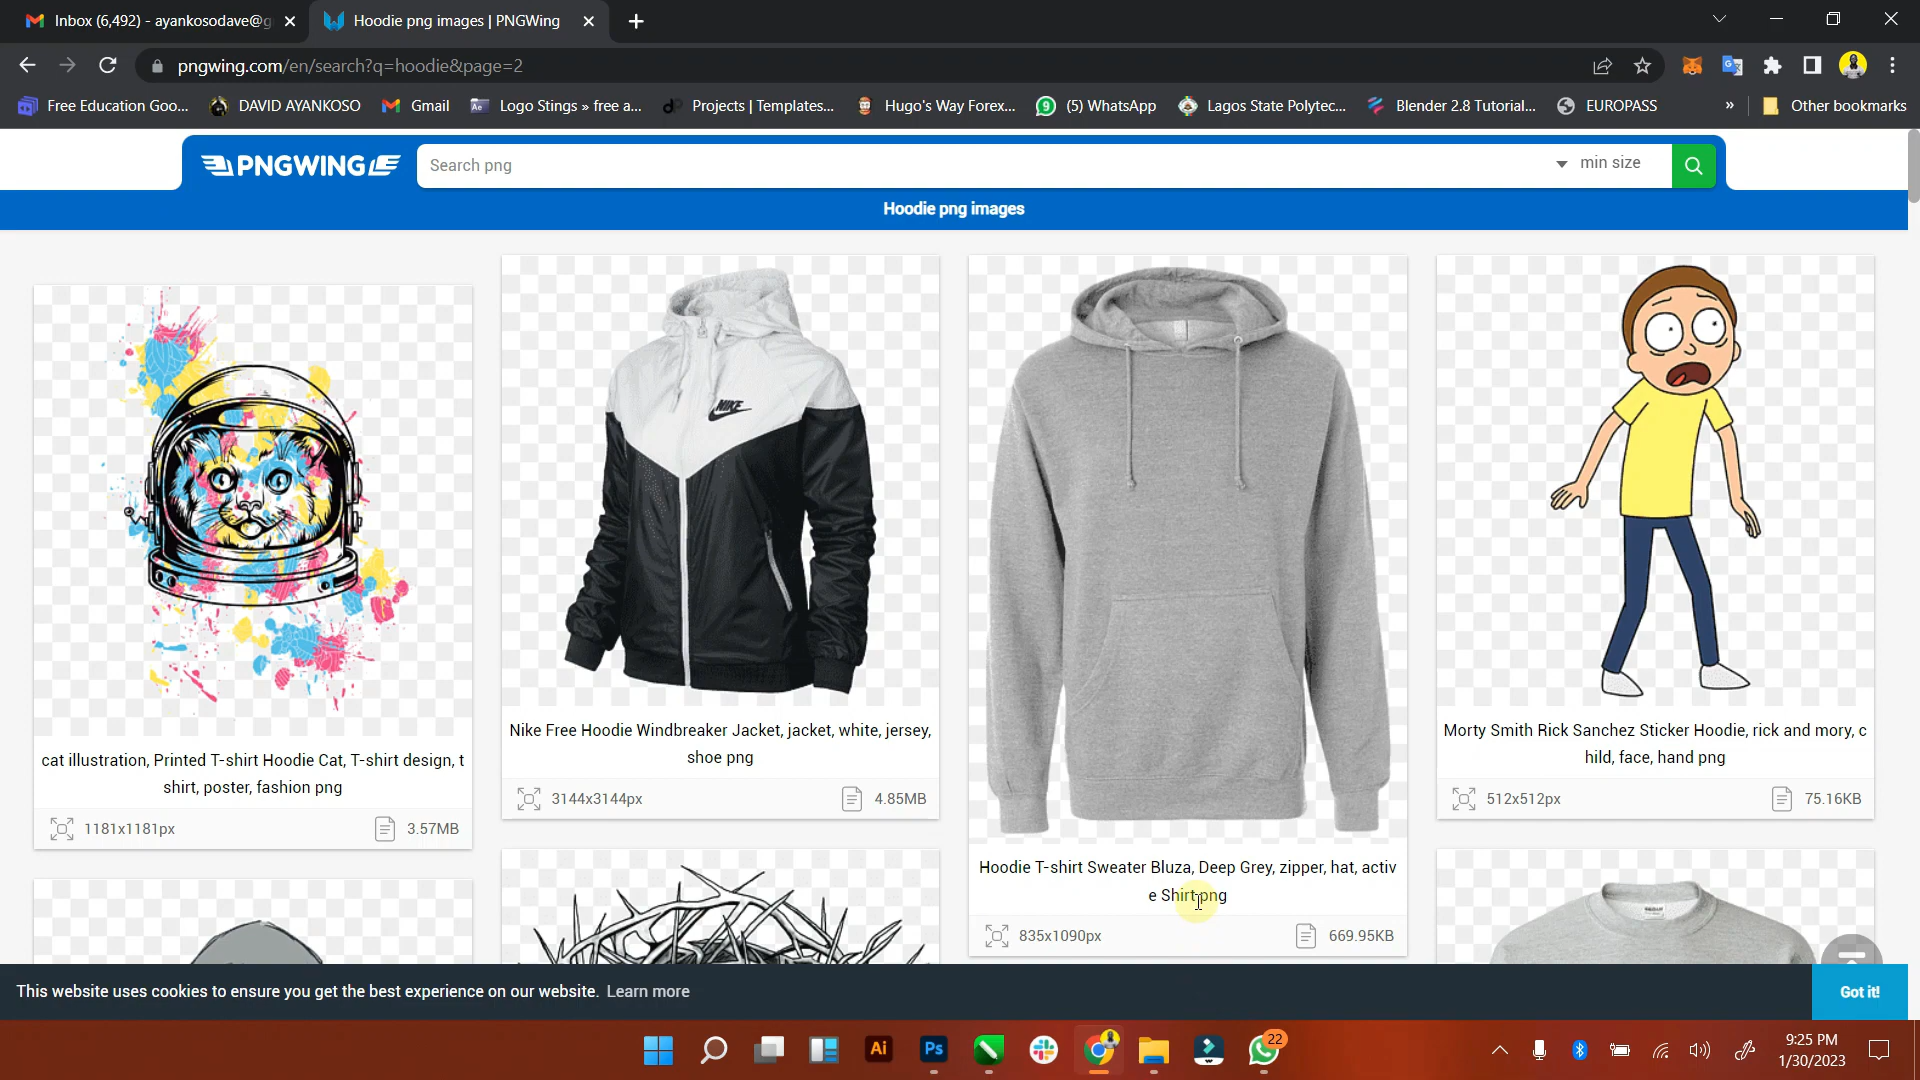 Inbox (6,492) - ayankosodave@g
Hoodie png images | PNGWing
pngwing.com/en/search?q=hoodie&page=2
Free Education Goo...
DAVID AYANKOSO
Gmail
Logo Stings » free a...
Projects | Templates...
Hugo's Way Forex...
(5) WhatsApp
Lagos State Polytec...
Blender 2.8 Tutorial...
EUROPASS
»
Other bookmarks
PNGWING
Search png
min size
Hoodie png images
NIKE
cat illustration, Printed T-shirt Hoodie Cat, T-shirt design, t
shirt, poster, fashion png
1181x1181px
3.57MB
Nike Free Hoodie Windbreaker Jacket, jacket, white, jersey,
shoe png
3144x3144px
4.85MB
Hoodie T-shirt Sweater Bluza, Deep Grey, zipper, hat, activ
e Shirt png
835x1090px
669.95KB
Morty Smith Rick Sanchez Sticker Hoodie, rick and mory, c
hild, face, hand png
512x512px
75.16KB
This website uses cookies to ensure you get the best experience on our website. Learn more
Got it!
Ai
Ps
22
9:25 PM
1/30/2023